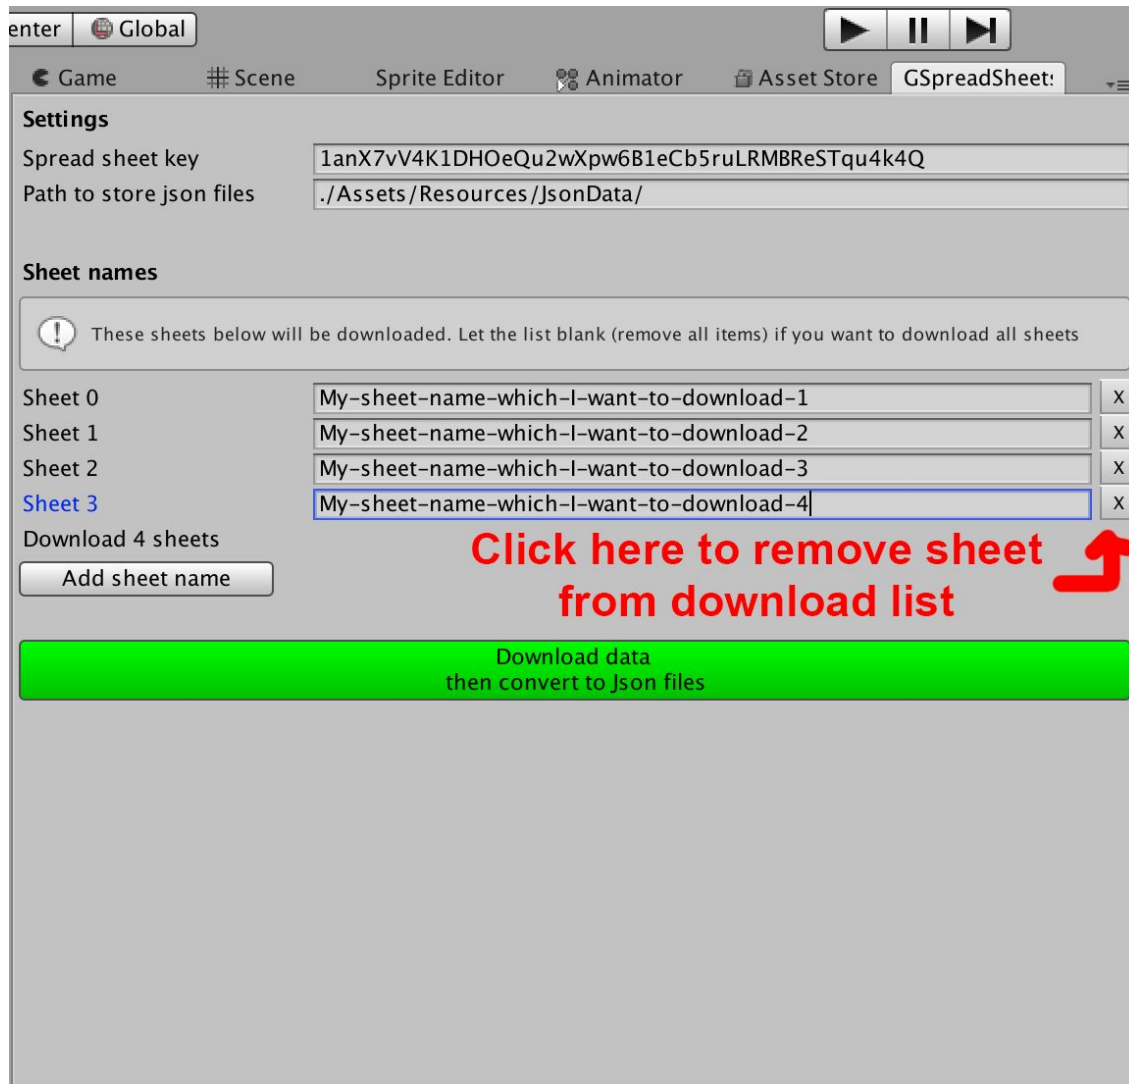 enter Global
Game Scene Sprite Editor Animator Asset Store GSpreadSheet:
Settings
Spread sheet key 1anX7vV4K1DHOeQu2wXpw6B1eCb5ruLRMBReSTqu4k4Q
Path to store json files ./Assets/Resources/JsonData/
Sheet names
These sheets below will be downloaded. Let the list blank (remove all items) if you want to download all sheets
Sheet 0 My-sheet-name-which-I-want-to-download-1 x
Sheet 1 My-sheet-name-which-I-want-to-download-2 x
Sheet 2 My-sheet-name-which-I-want-to-download-3 x
Sheet 3 My-sheet-name-which-I-want-to-download-4 x
Download 4 sheets
Add sheet name
Click here to remove sheet
from download list
Download data
then convert to Json files